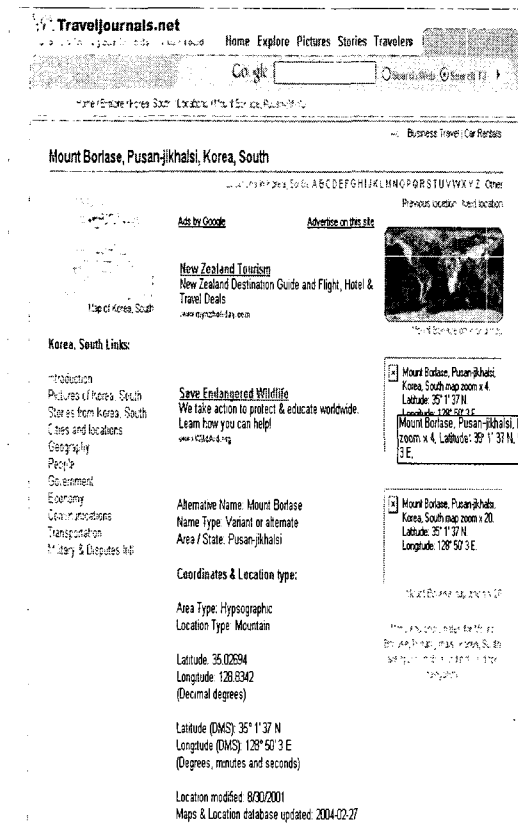 Traveljournals.net
Home Explore Pictures Stories Travelers
Google
Search Web
Business Travel | Car Rentals
Mount Borlase, Pusan-jikhalsi, Korea, South
A B C D E F G H I J K L M N O P Q R S T U V W X Y Z Other
Previous location Next location
Ads by Google Advertise on this site
New Zealand Tourism
New Zealand Destination Guide and Flight, Hotel &
Travel Deals
Map of Korea, South
Korea, South Links:
Introduction
Pictures of Korea, South
Stories from Korea, South
Cities and locations
Geography
People
Government
Economy
Communications
Transportation
Military & Disputes Info
Save Endangered Wildlife
We take action to protect & educate worldwide.
Learn how you can help!
Mount Borlase, Pusan-jikhalsi,
Korea, South map zoom x 4.
Latitude: 35° 1' 37 N.
Longitude: 128° 50' 3 E
Mount Borlase, Pusan-jikhalsi,
zoom x 4, Latitude: 35° 1' 37 N,
3 E,
Alternative Name: Mount Borlase
Name Type: Variant or alternate
Area / State: Pusan-jikhalsi
Mount Borlase, Pusan-jikhalsi,
Korea, South map zoom x 20.
Latitude: 35° 1' 37 N.
Longitude: 128° 50' 3 E.
Coordinates & Location type:
Area Type: Hypsographic
Location Type: Mountain
Latitude: 35.02694
Longitude: 128.8342
(Decimal degrees)
Latitude (DMS): 35° 1' 37 N
Longitude (DMS): 128° 50' 3 E
(Degrees, minutes and seconds)
Location modified: 8/30/2001
Maps & Location database updated: 2004-02-27